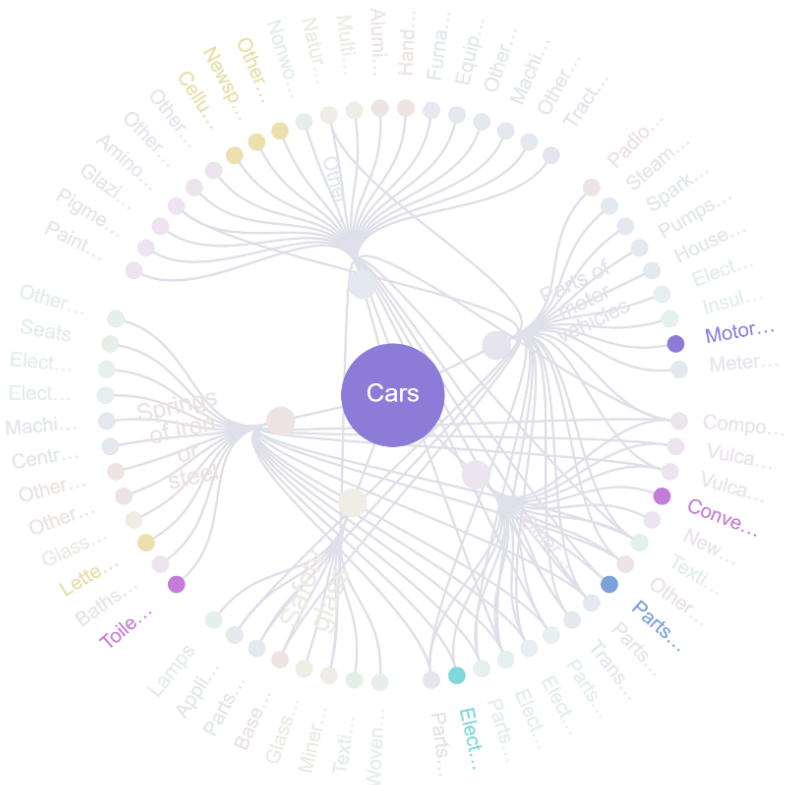 Cars
Other
Parts of
motor
vehicles
Springs
of iron
or
steel
glass
Nonwo…
Natur…
Multi…
Alumi…
Hand…
Furna…
Equip…
Other…
Machi…
Other…
Tract…
Padlo…
Steam…
Spark…
Pumps…
House…
Elect…
Insul…
Motor…
Meter…
Compo…
Vulca…
Vulca…
Conve…
New…
Texti…
Other…
Parts…
Parts…
Trans…
Parts…
Elect…
Elect…
Parts…
Elect…
Parts…
Woven…
Texti…
Miner…
Glass…
Base…
Parts…
Appli…
Lamps
Toile…
Baths…
Lette…
Glass…
Other…
Other…
Centr…
Machi…
Elect…
Elect…
Seats
Other…
Paint…
Pigme…
Glazi…
Amino…
Other…
Other…
Cellu…
Newsp…
Other…